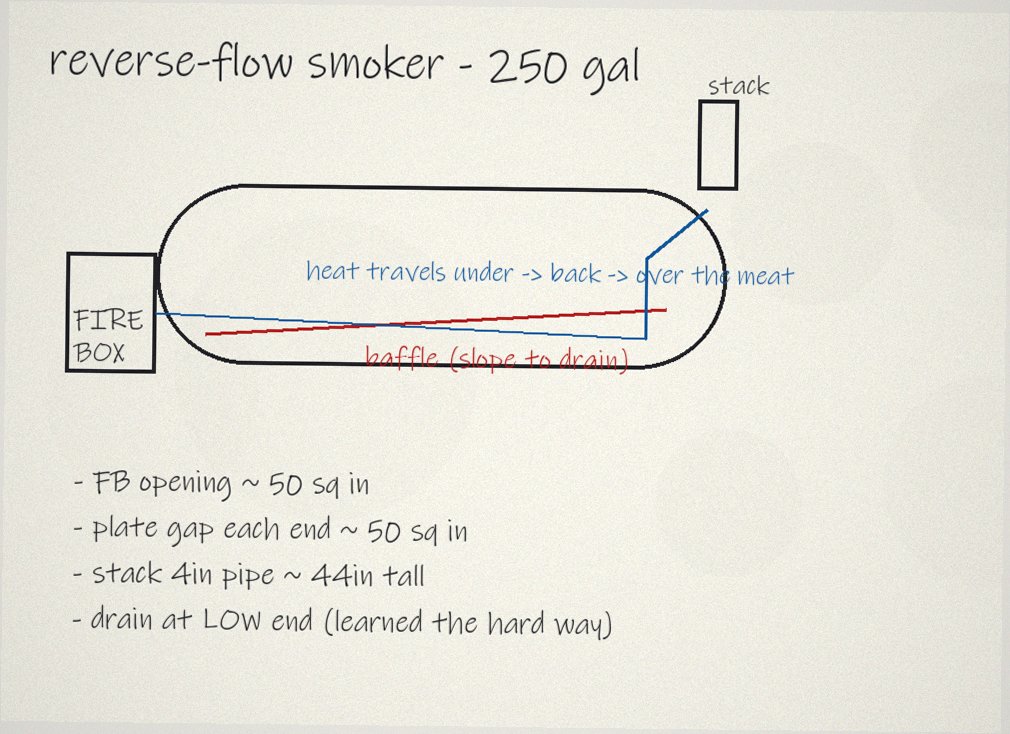 reverse-flow smoker - 250 gal
stack
heat travels under -> back -> over the meat
FIRE
BOX
baffle (slope to drain)
- FB opening ~ 50 sq in
- plate gap each end ~ 50 sq in
- stack 4in pipe ~ 44in tall
- drain at LOW end (learned the hard way)